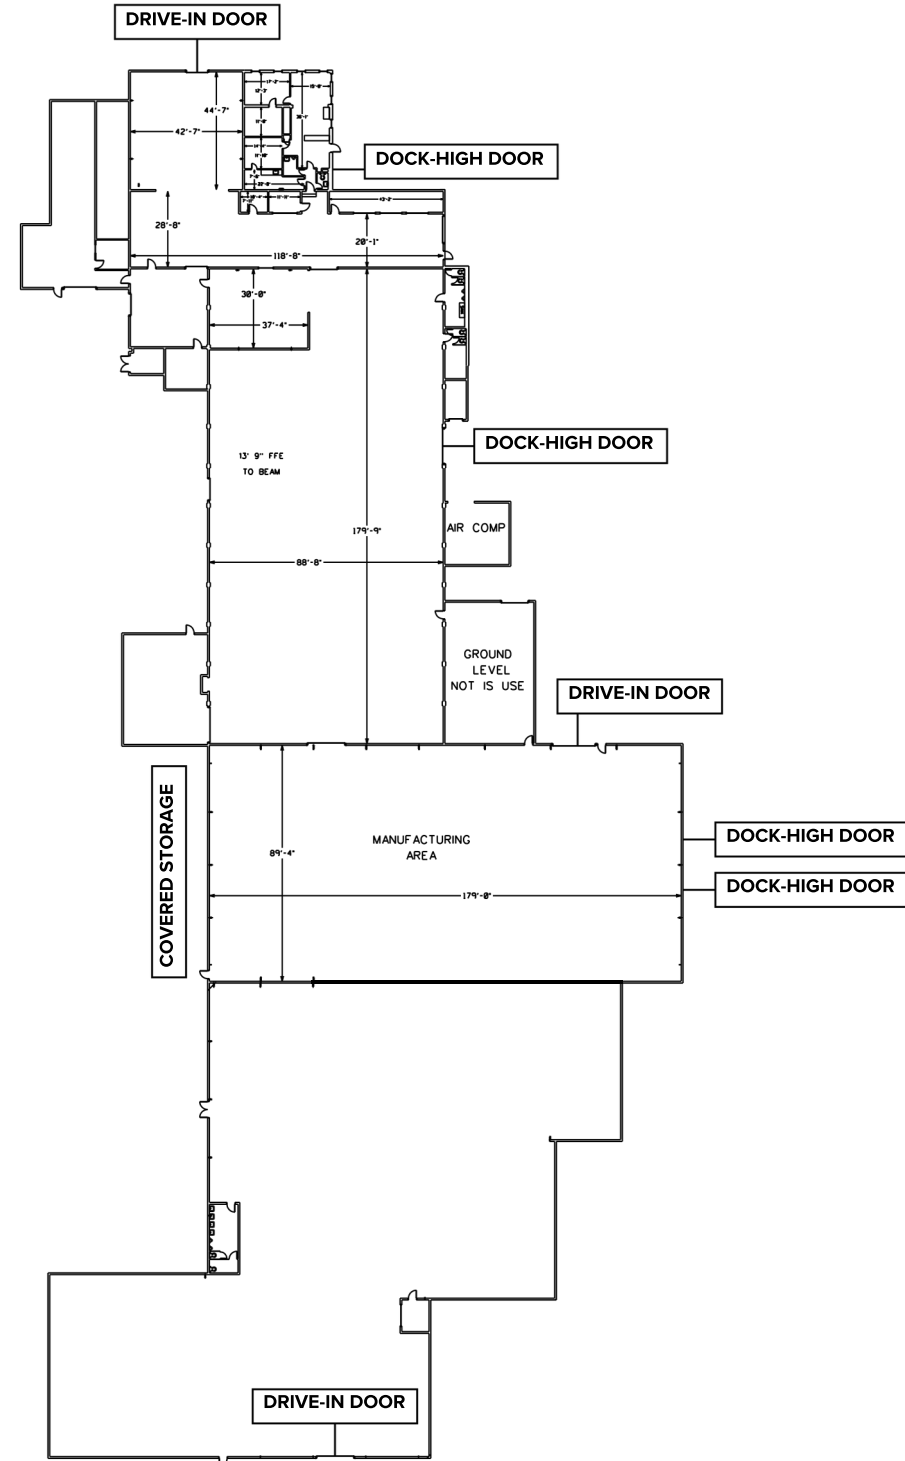 DRIVE-IN DOOR
17'-2"
44'-7"
42'-7"
DOCK-HIGH DOOR
28'-8"
20'-1"
118'-8"
30'-0"
37'-4"
DOCK-HIGH DOOR
13' 9" FFE
TO BEAM
AIR COMP
179'-9"
88'-8"
GROUND
LEVEL
NOT IS USE
DRIVE-IN DOOR
COVERED STORAGE
MANUFACTURING
AREA
DOCK-HIGH DOOR
89'-4"
DOCK-HIGH DOOR
179'-0"
DRIVE-IN DOOR